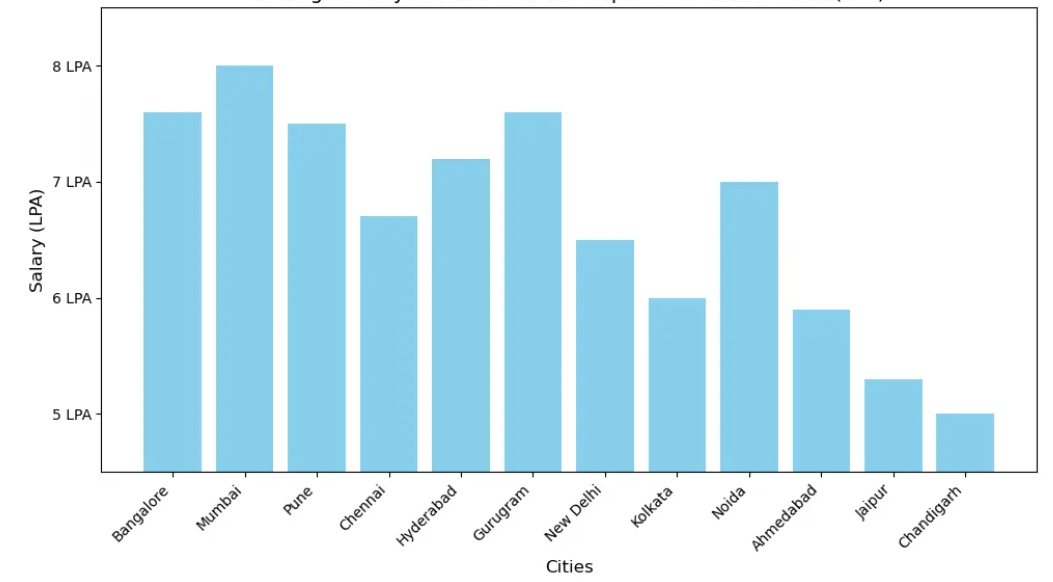 8 LPA
7 LPA
6 LPA
5 LPA
Salary (LPA)
Bangalore
Mumbai
Pune
Chennai
Hyderabad
Gurugram
New Delhi
Kolkata
Noida
Ahmedabad
Jaipur
Chandigarh
Cities